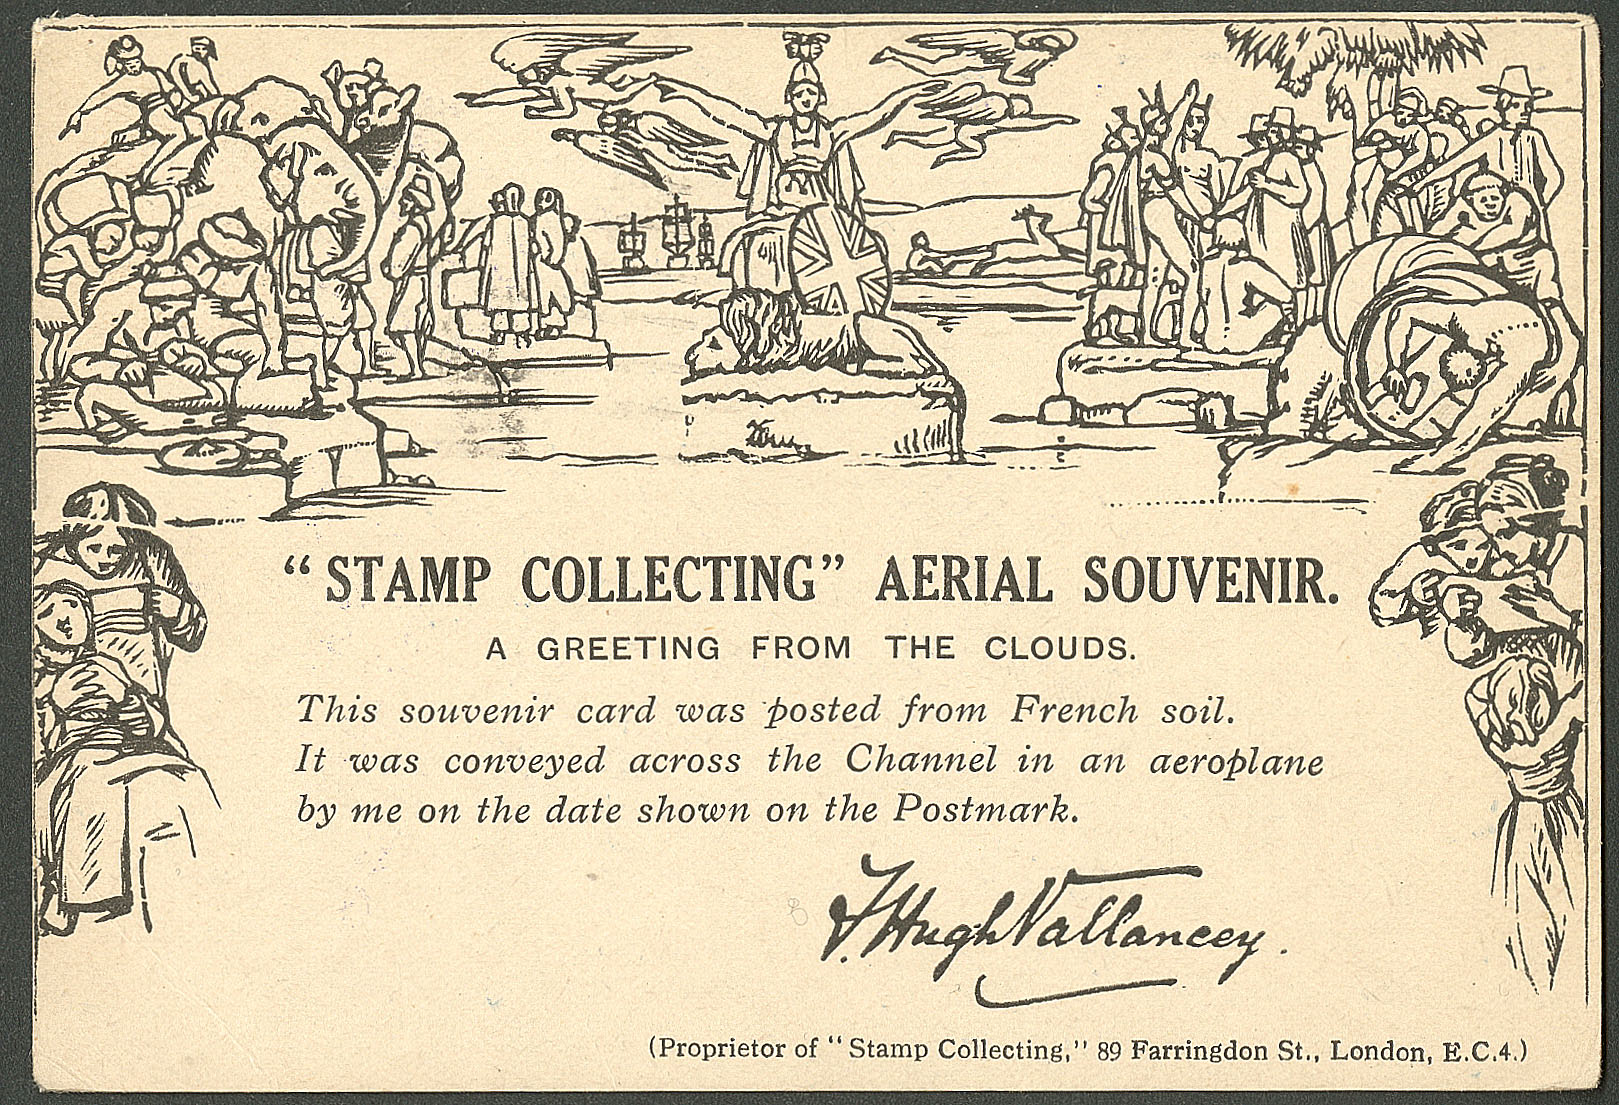 “STAMP COLLECTING” AERIAL SOUVENIR.
A GREETING FROM THE CLOUDS.
This souvenir card was posted from French soil.
It was conveyed across the Channel in an aeroplane
by me on the date shown on the Postmark.
F. Hugh Vallancey.
(Proprietor of “Stamp Collecting,” 89 Farringdon St., London, E.C.4.)